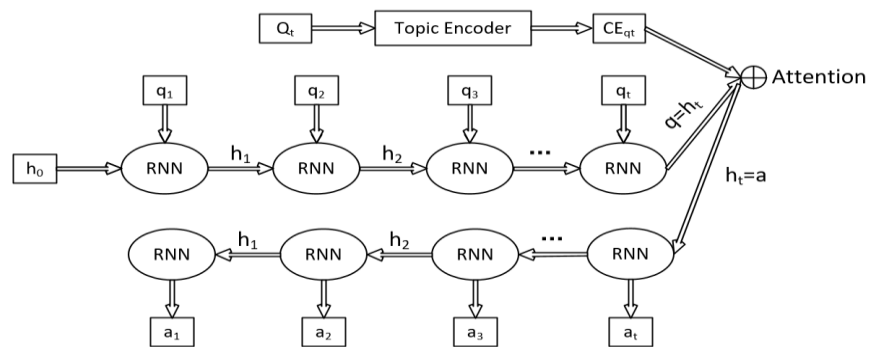 Qt Topic Encoder CEqt
Attention
q1 q2 q3 qt
q=ht
h0 RNN h1 RNN h2 RNN ... RNN
ht=a
RNN h1 RNN h2 RNN ... RNN
a1 a2 a3 at